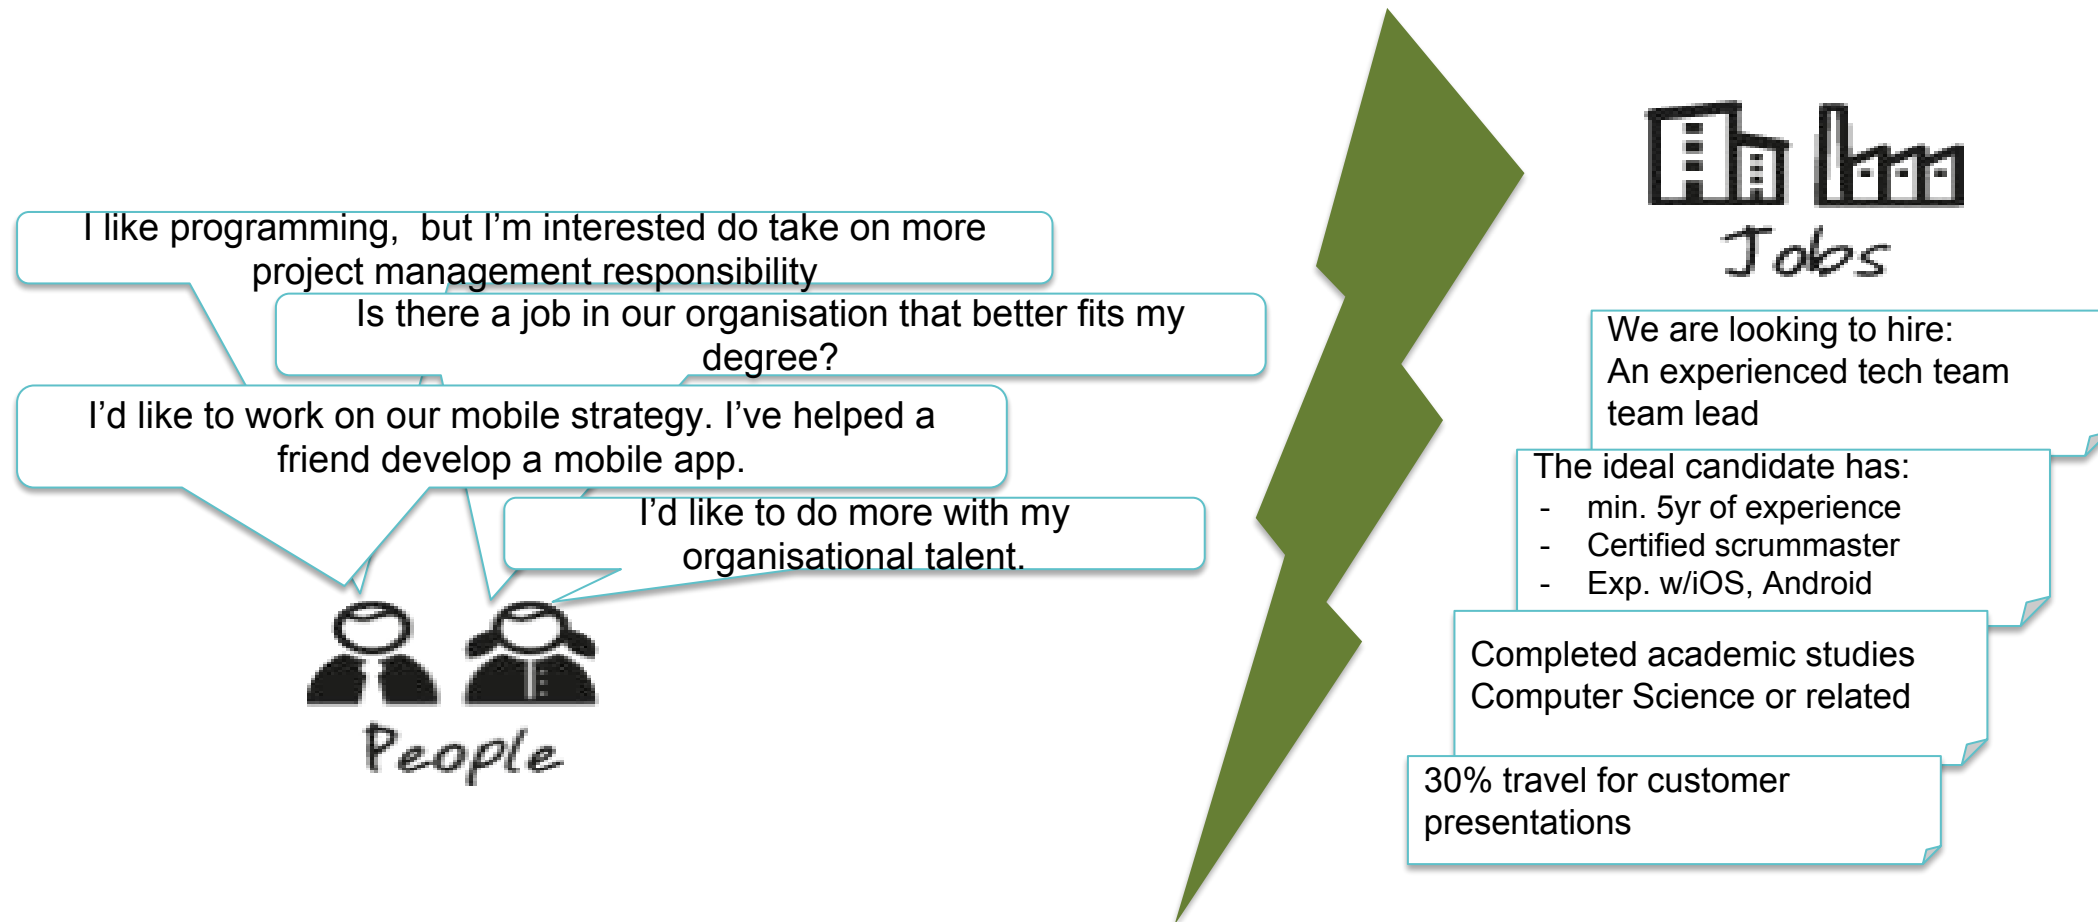 I like programming,  but I'm interested do take on more
project management responsibility
Is there a job in our organisation that better fits my
degree?
I'd like to work on our mobile strategy. I've helped a
friend develop a mobile app.
I'd like to do more with my
organisational talent.
People
Jobs
We are looking to hire:
An experienced tech team
team lead
The ideal candidate has:
- min. 5yr of experience
- Certified scrummaster
- Exp. w/iOS, Android
Completed academic studies
Computer Science or related
30% travel for customer
presentations